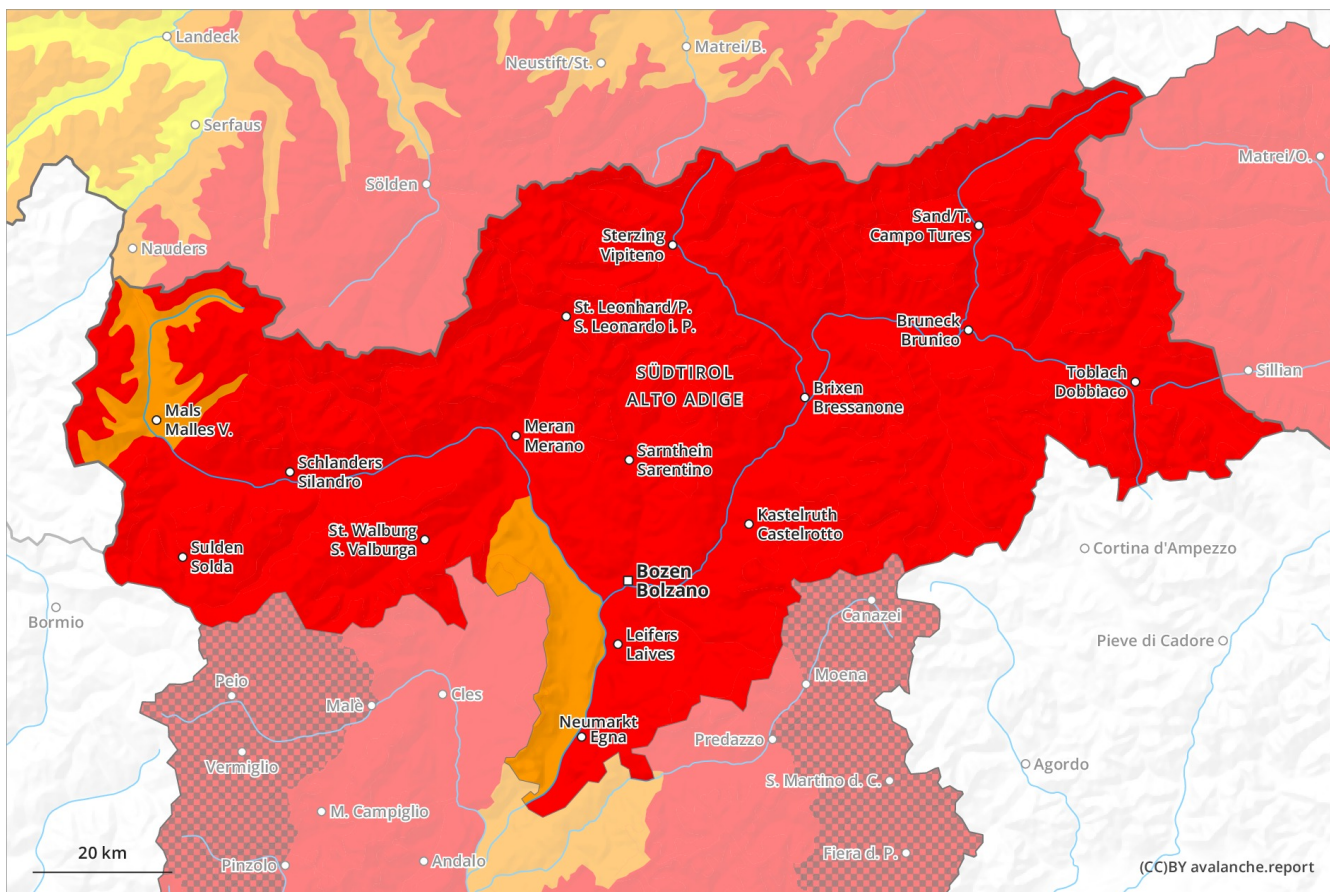 Landeck
Matrei/B.
Neustift/St.
Serfaus
Matrei/O.
Sölden
Sand/T.
Campo Tures
Sterzing
Vipiteno
Nauders
St. Leonhard/P.
S. Leonardo i. P.
Bruneck
Brunico
SÜDTIROL
ALTO ADIGE
Toblach
Dobbiaco
Sillian
Brixen
Bressanone
Mals
Malles V.
Meran
Merano
Sarnthein
Sarentino
Schlanders
Silandro
Kastelruth
Castelrotto
St. Walburg
S. Valburga
Sulden
Solda
Cortina d'Ampezzo
Bozen
Bolzano
Bormio
Canazei
Leifers
Laives
Pieve di Cadore
Moena
Peio
Cles
Malè
Neumarkt
Egna
Predazzo
Vermiglio
Agordo
S. Martino d. C.
M. Campiglio
20 km
Andalo
Fiera d. P.
Pinzolo
(CC)BY avalanche.report